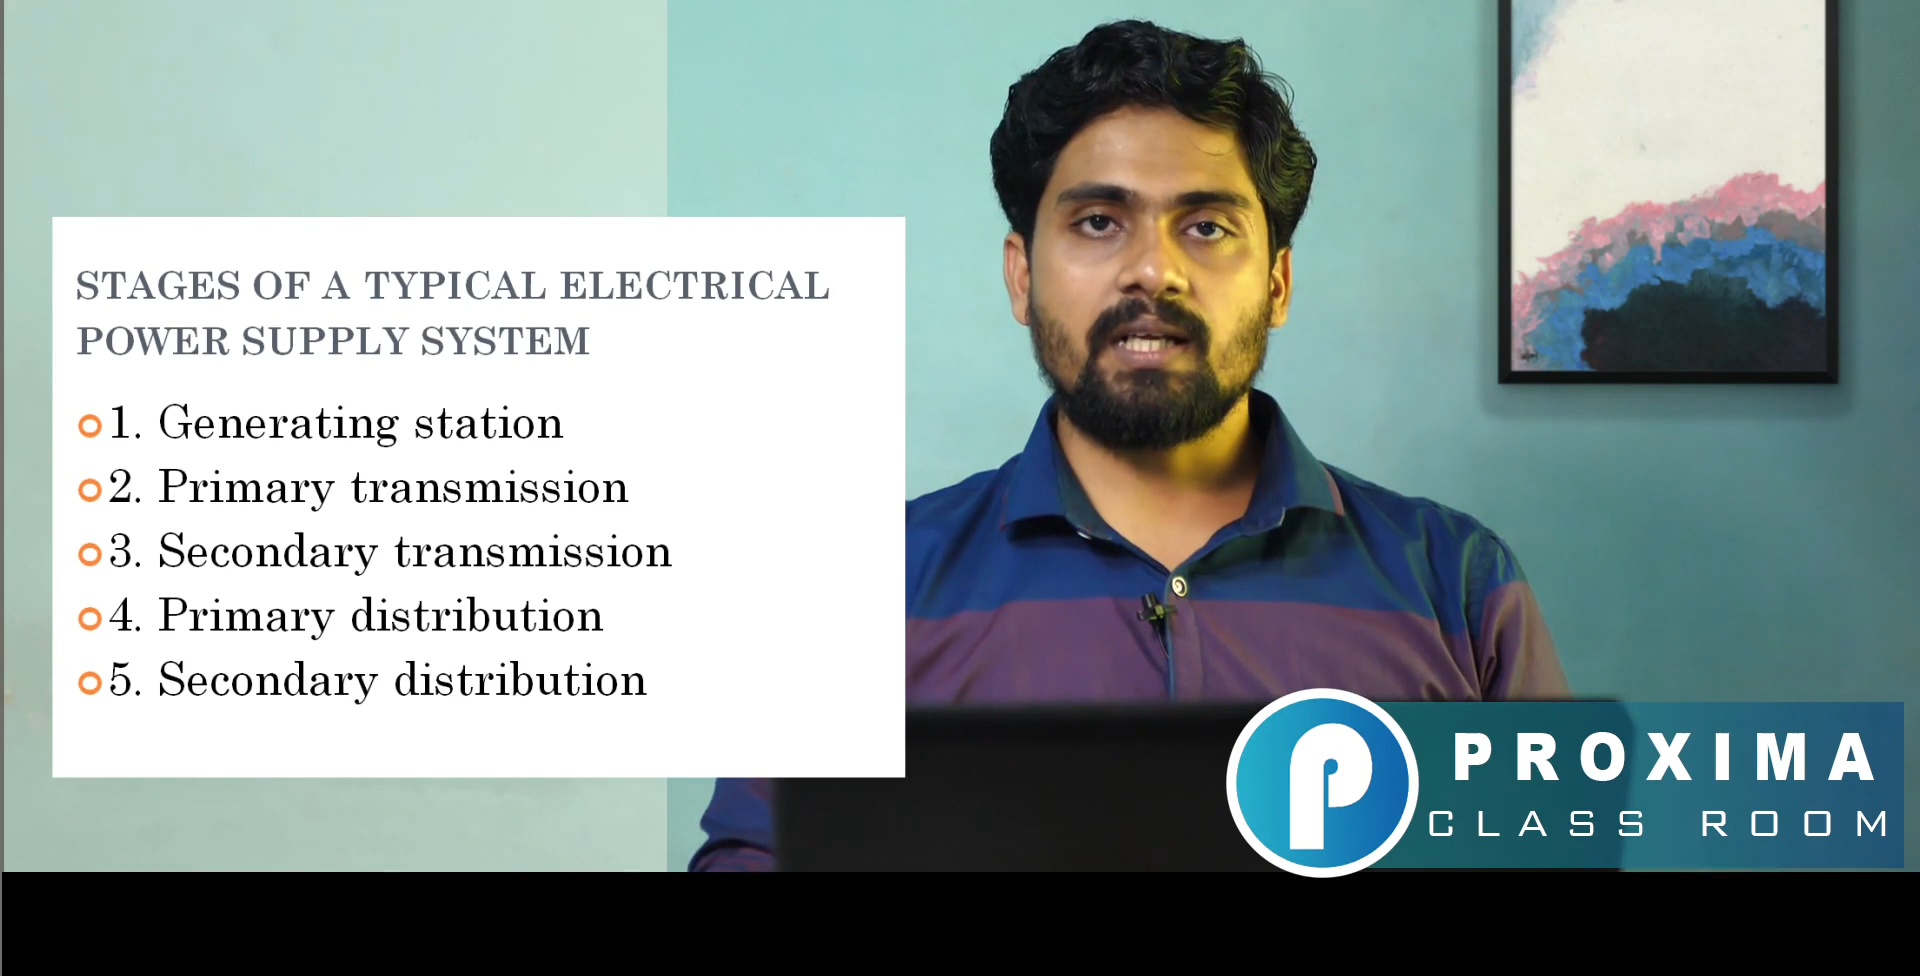 STAGES OF A TYPICAL ELECTRICAL
POWER SUPPLY SYSTEM
1. Generating station
2. Primary transmission
3. Secondary transmission
4. Primary distribution
5. Secondary distribution
P
PROXIMA
CLASS ROOM